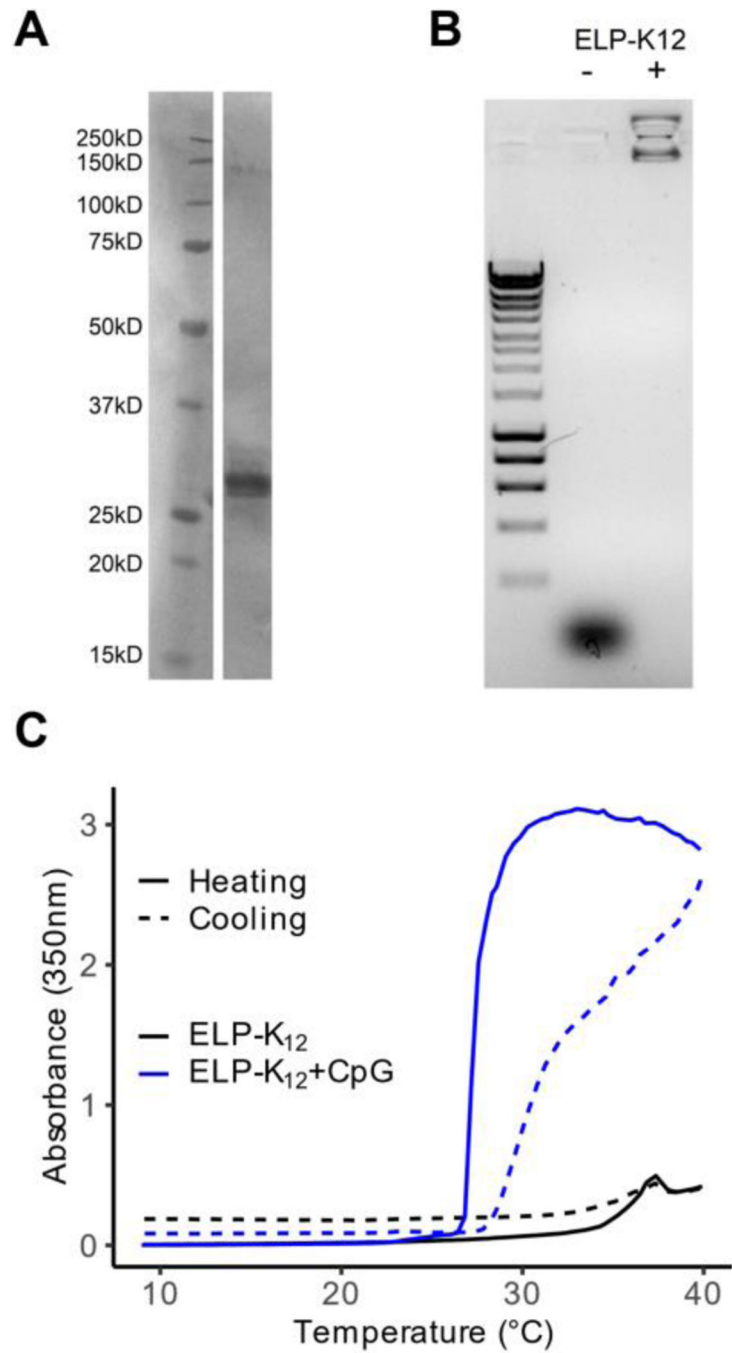 A
250kD
150kD
100kD
75kD
50kD
37kD
25kD
20kD
15kD
B
ELP-K12
- +
C
Absorbance (350nm)
3
2
1
0
Heating
Cooling
ELP-K₁₂
ELP-K₁₂+CpG
10 20 30 40
Temperature (°C)